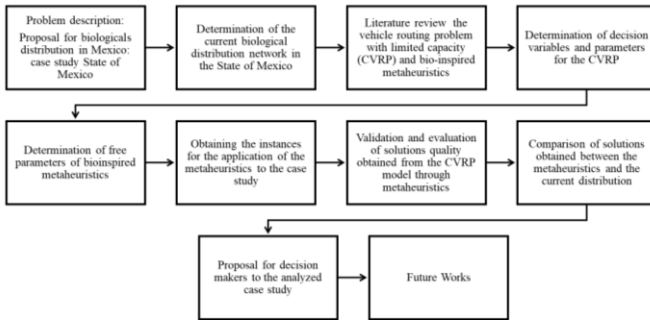 Problem description:
Proposal for biologicals
distribution in Mexico:
case study State of
Mexico
Determination of the
current biological
distribution network in
the State of Mexico
Literature review the
vehicle routing problem
with limited capacity
(CVRP) and bio-inspired
metaheuristics
Determination of decision
variables and parameters
for the CVRP
Determination of free
parameters of bioinspired
metaheuristics
Obtaining the instances
for the application of the
metaheuristics to the case
study
Validation and evaluation
of solutions quality
obtained from the CVRP
model through
metaheuristics
Comparison of solutions
obtained between the
metaheuristics and the
current distribution
Proposal for decision
makers to the analyzed
case study
Future Works